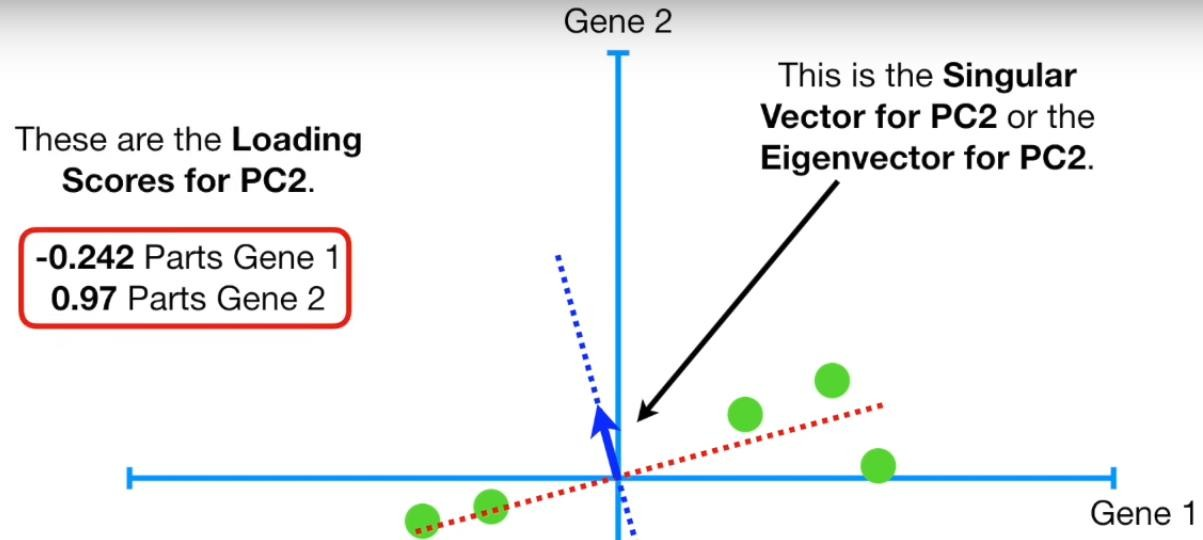 Gene 2
This is the Singular
Vector for PC2 or the
Eigenvector for PC2.
These are the Loading
Scores for PC2.
-0.242 Parts Gene 1
0.97 Parts Gene 2
Gene 1